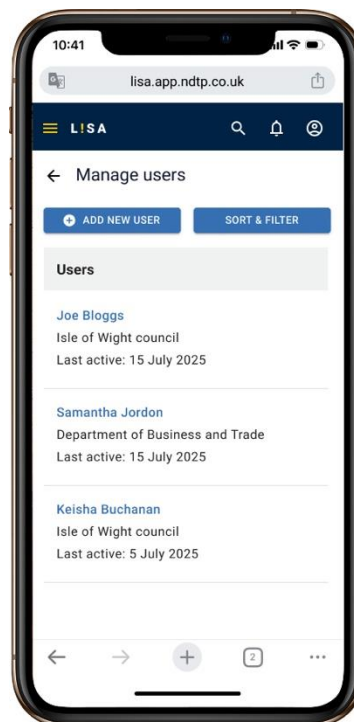 10:41
lisa.app.ndtp.co.uk
L!SA
Manage users
ADD NEW USER
SORT & FILTER
Users
Joe Bloggs
Isle of Wight council
Last active: 15 July 2025
Samantha Jordon
Department of Business and Trade
Last active: 15 July 2025
Keisha Buchanan
Isle of Wight council
Last active: 5 July 2025
2